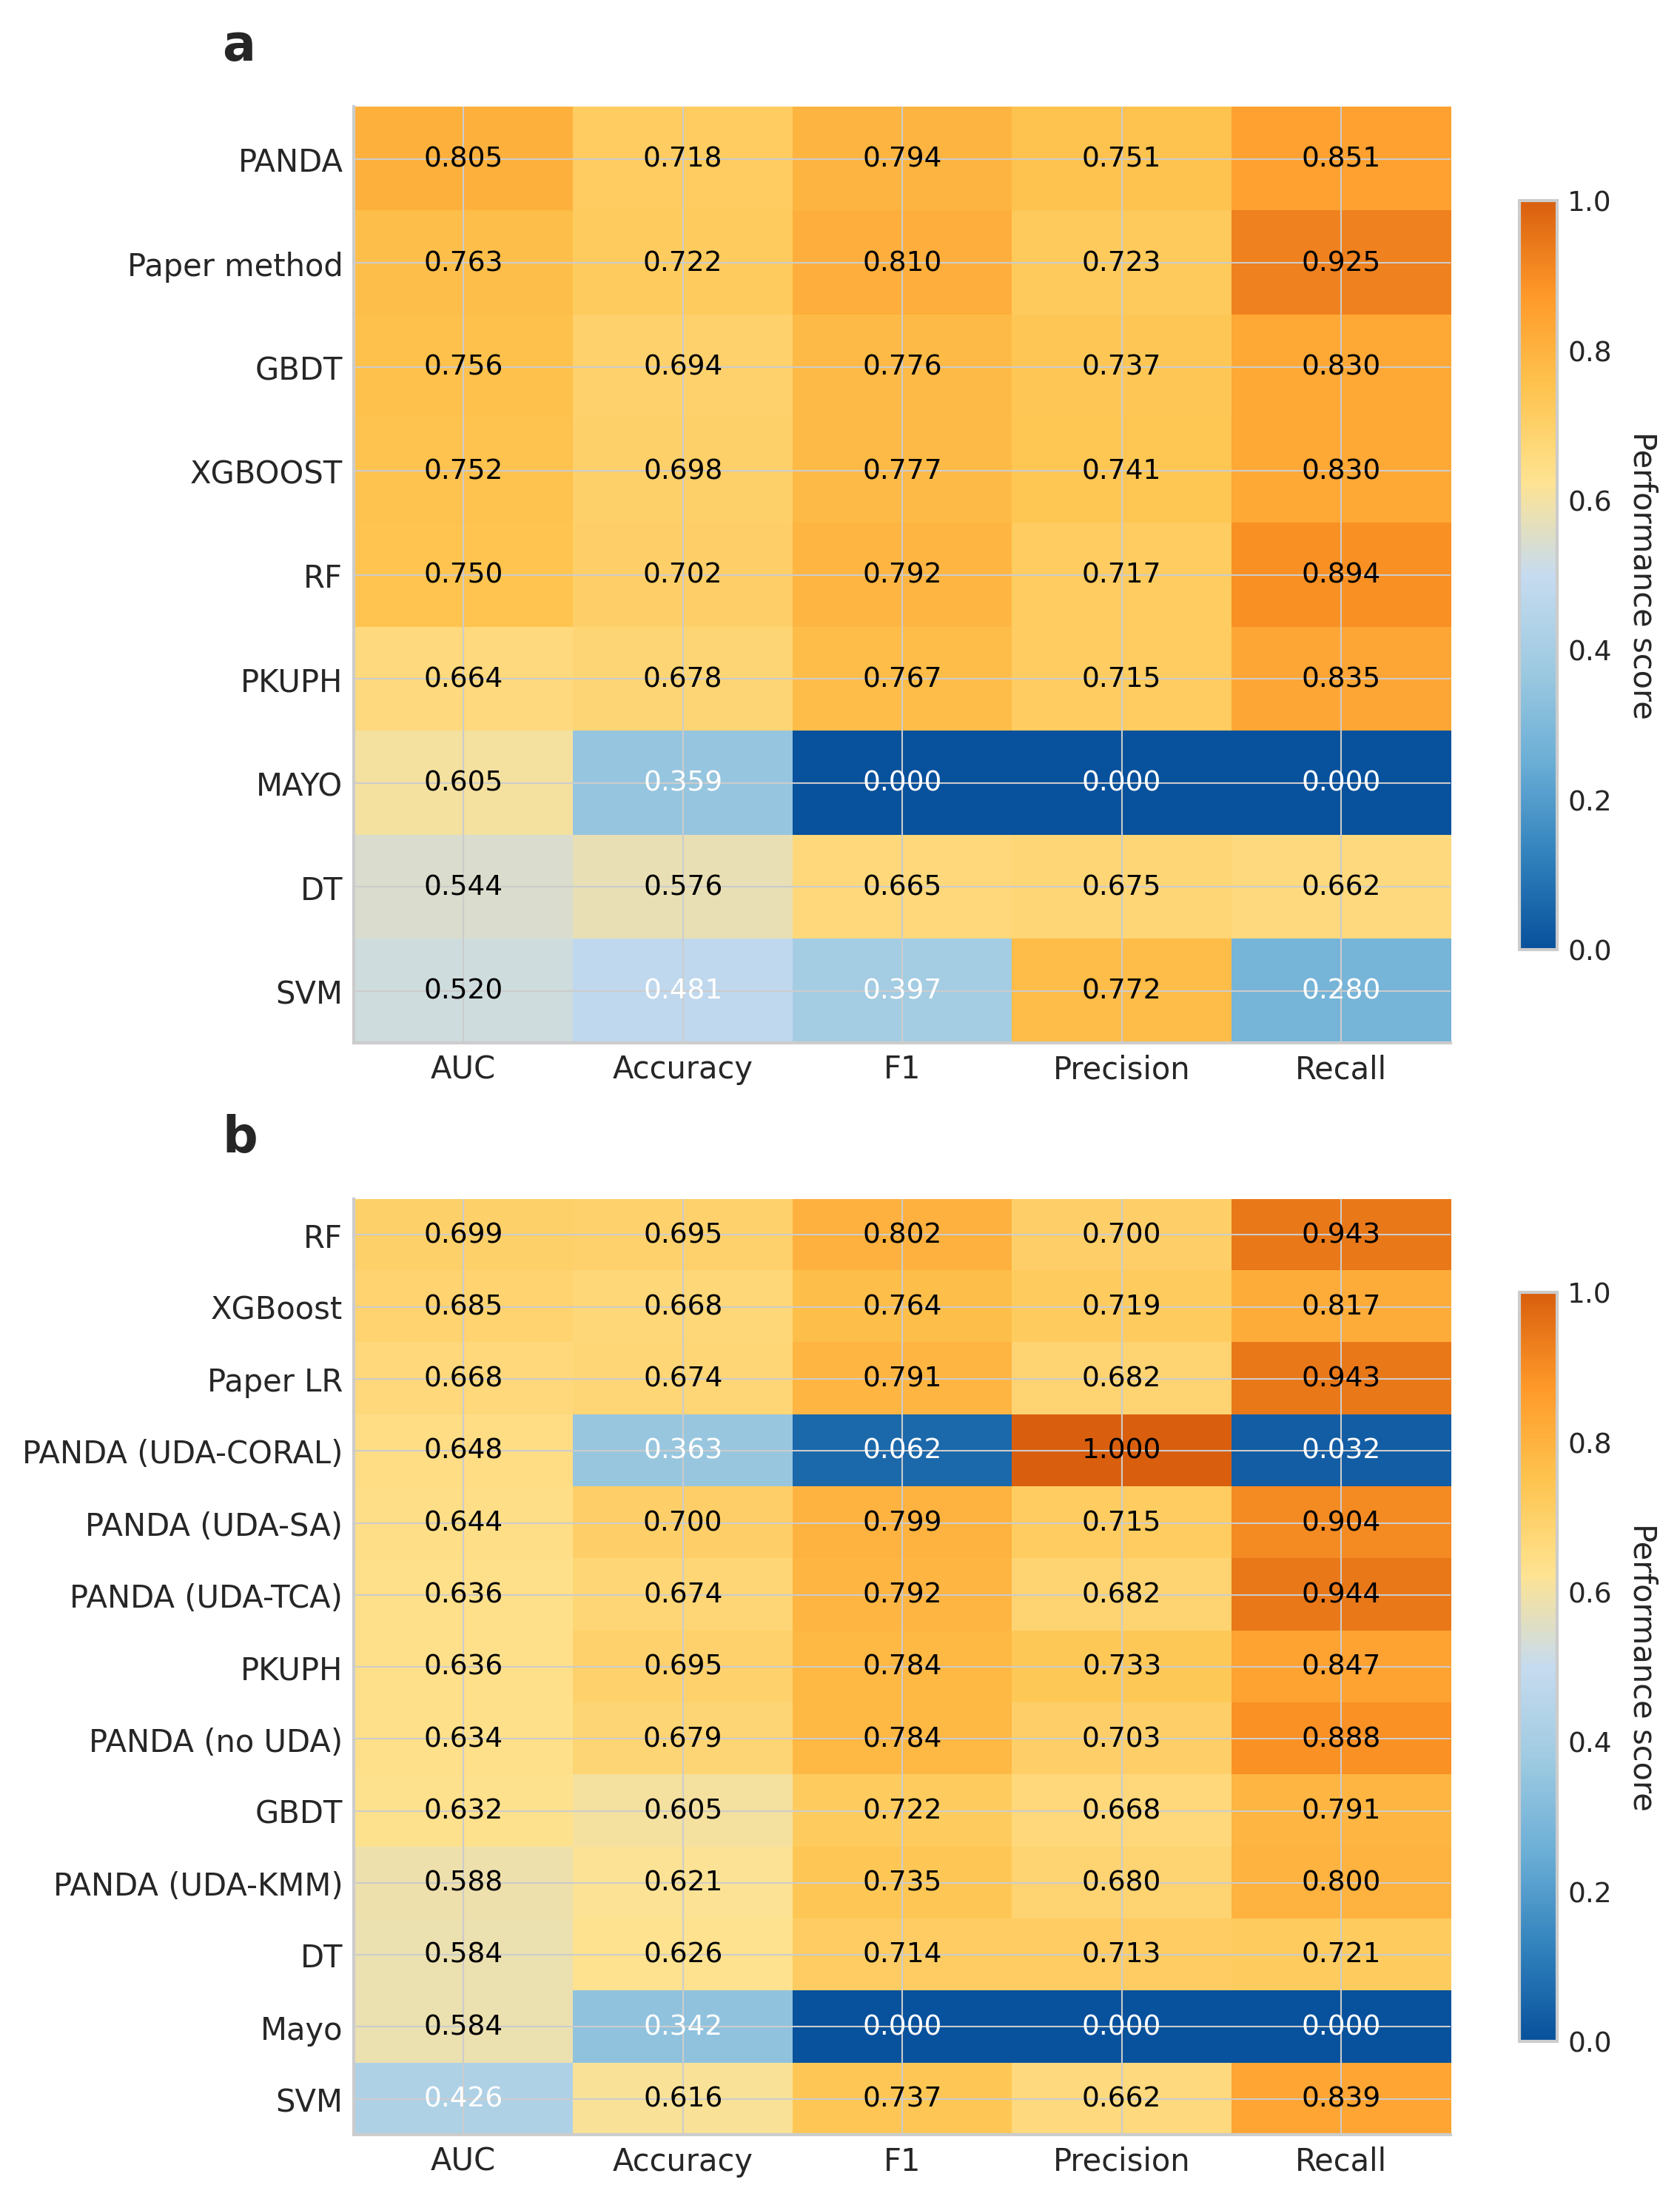 a
PANDA 0.805 0.718 0.794 0.751 0.851
Paper method 0.763 0.722 0.810 0.723 0.925
GBDT 0.756 0.694 0.776 0.737 0.830
XGBOOST 0.752 0.698 0.777 0.741 0.830
RF 0.750 0.702 0.792 0.717 0.894
PKUPH 0.664 0.678 0.767 0.715 0.835
MAYO 0.605 0.359 0.000 0.000 0.000
DT 0.544 0.576 0.665 0.675 0.662
SVM 0.520 0.481 0.397 0.772 0.280
AUC Accuracy F1 Precision Recall
1.0
0.8
0.6
0.4
0.2
0.0
Performance score
b
RF 0.699 0.695 0.802 0.700 0.943
XGBoost 0.685 0.668 0.764 0.719 0.817
Paper LR 0.668 0.674 0.791 0.682 0.943
PANDA (UDA-CORAL) 0.648 0.363 0.062 1.000 0.032
PANDA (UDA-SA) 0.644 0.700 0.799 0.715 0.904
PANDA (UDA-TCA) 0.636 0.674 0.792 0.682 0.944
PKUPH 0.636 0.695 0.784 0.733 0.847
PANDA (no UDA) 0.634 0.679 0.784 0.703 0.888
GBDT 0.632 0.605 0.722 0.668 0.791
PANDA (UDA-KMM) 0.588 0.621 0.735 0.680 0.800
DT 0.584 0.626 0.714 0.713 0.721
Mayo 0.584 0.342 0.000 0.000 0.000
SVM 0.426 0.616 0.737 0.662 0.839
AUC Accuracy F1 Precision Recall
1.0
0.8
0.6
0.4
0.2
0.0
Performance score